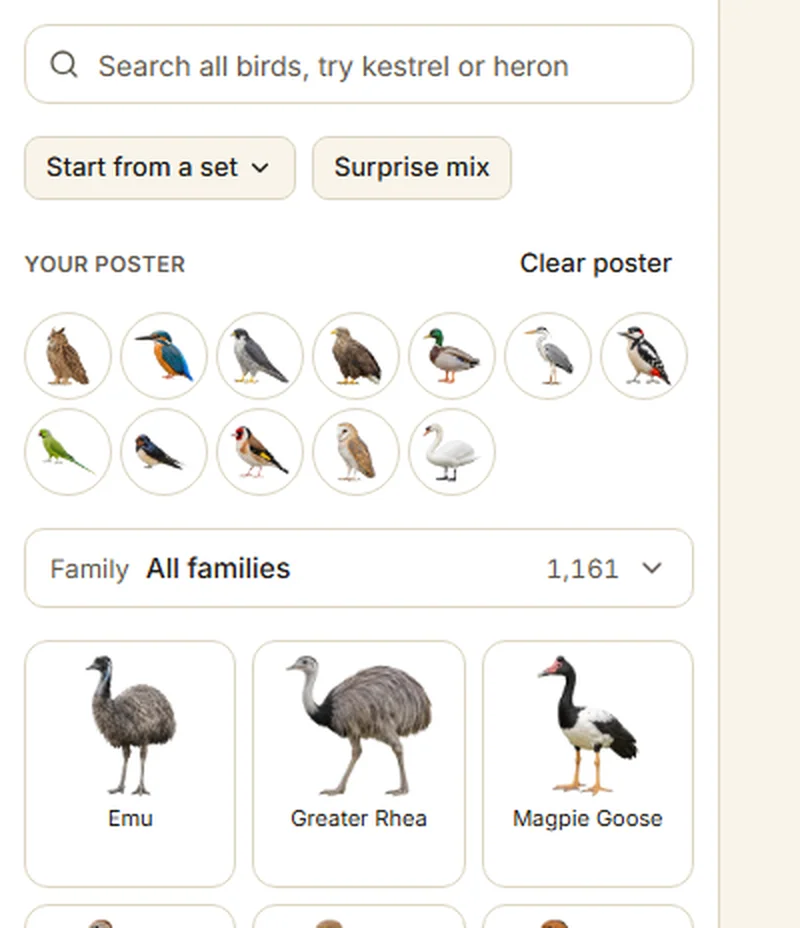 Search all birds, try kestrel or heron
Start from a set
Surprise mix
YOUR POSTER
Clear poster
Family All families 1,161
Emu
Greater Rhea
Magpie Goose